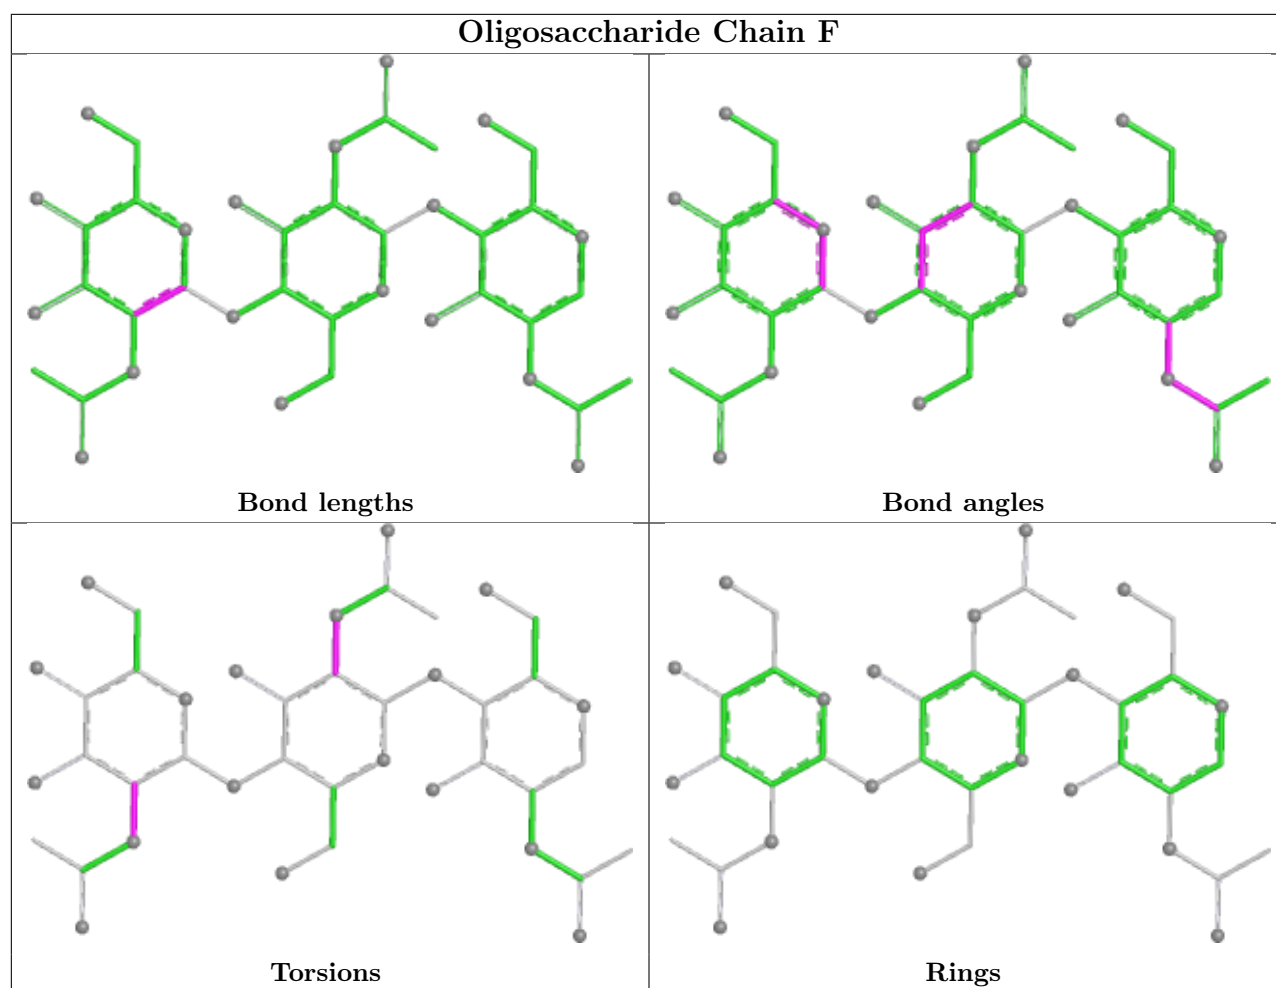 Oligosaccharide Chain F
Bond lengths
Bond angles
Torsions
Rings